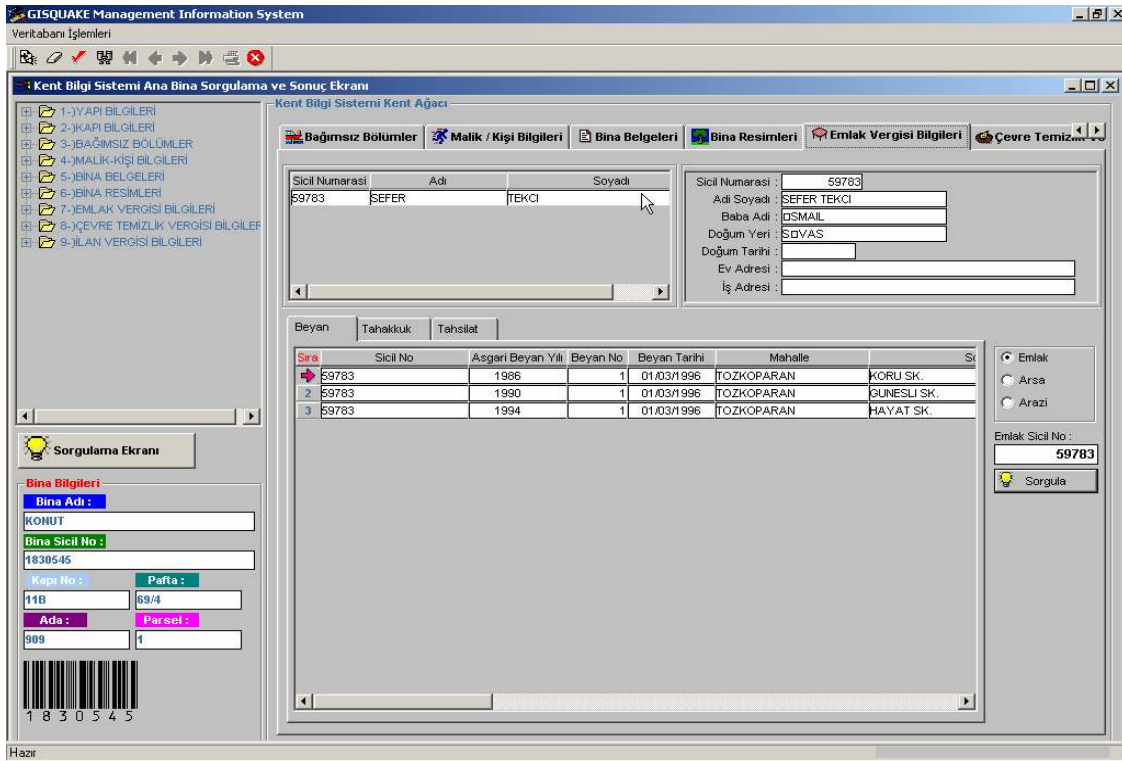 GISQUAKE Management Information System
Veritabanı İşlemleri
Kent Bilgi Sistemi Ana Bina Sorgulama ve Sonuç Ekranı
1-)YAPI BİLGİLERİ
2-)KAPI BİLGİLERİ
3-)BAĞIMSIZ BÖLÜMLER
4-)MALİK-KİŞİ BİLGİLERİ
5-)BİNA BELGELERİ
6-)BİNA RESİMLERİ
7-)EMLAK VERGİSİ BİLGİLERİ
8-)ÇEVRE TEMİZLİK VERGİSİ BİLGİLER
9-)İLAN VERGİSİ BİLGİLERİ
Sorgulama Ekranı
Bina Bilgileri
Bina Adı :
KONUT
Bina Sicil No :
1830545
Kapı No : Pafta :
11B 69/4
Ada : Parsel :
909 1
1830545
Kent Bilgi Sistemi Kent Ağacı
Bağımsız Bölümler Malik / Kişi Bilgileri Bina Belgeleri Bina Resimleri Emlak Vergisi Bilgileri Çevre Temiz...
Sicil Numarasi Adı Soyadı
59783 SEFER TEKCI
Sicil Numarası : 59783
Adi Soyadı : SEFER TEKCI
Baba Adi : □SMAIL
Doğum Yeri : S□VAS
Doğum Tarihi :
Ev Adresi :
İş Adresi :
Beyan Tahakkuk Tahsilat
Sıra Sicil No Asgari Beyan Yılı Beyan No Beyan Tarihi Mahalle
59783 1986 1 01/03/1996 TOZKOPARAN KORU SK.
2 59783 1990 1 01/03/1996 TOZKOPARAN GUNESLI SK.
3 59783 1994 1 01/03/1996 TOZKOPARAN HAYAT SK.
Emlak
Arsa
Arazi
Emlak Sicil No :
59783
Sorgula
Hazır